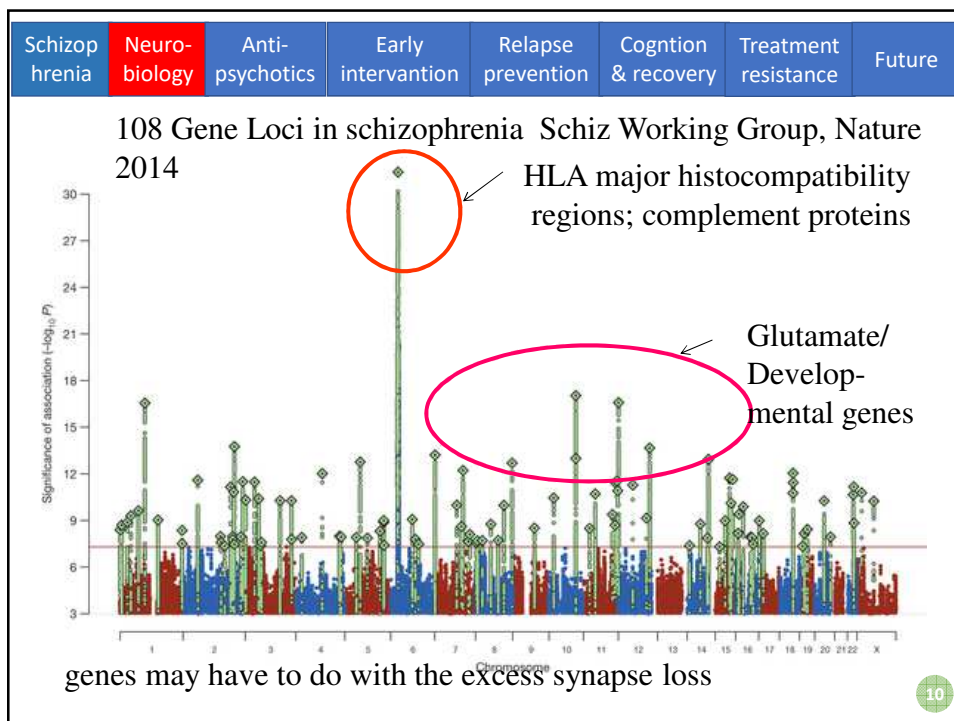 Schizop
hrenia
Neuro-
biology
Anti-
psychotics
Early
intervantion
Relapse
prevention
Cogntion
& recovery
Treatment
resistance
Future
108 Gene Loci in schizophrenia Schiz Working Group, Nature
2014
HLA major histocompatibility
regions; complement proteins
Glutamate/
Develop-
mental genes
Significance of association (–log10 P)
30
27
24
21
18
15
12
9
6
3
1 2 3 4 5 6 7 8 9 10 11 12 13 14 15 16 17 18 19 20 21 22 X
Chromosome
genes may have to do with the excess synapse loss
10